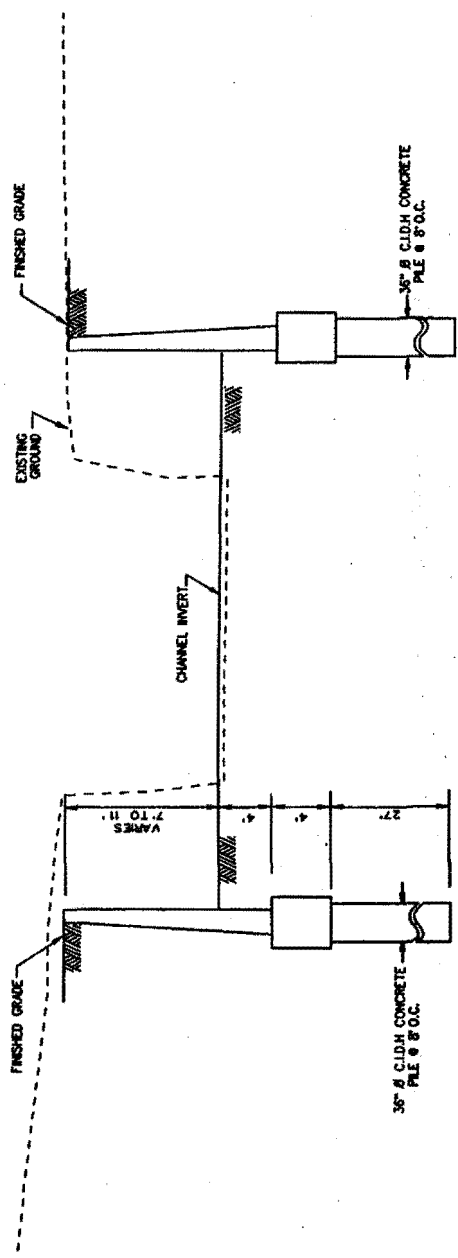 FINISHED GRADE
EXISTING
GROUND
FINISHED GRADE
CHANNEL INVERT
VARIES
7' TO 11'
4'
4'
27'
36" Ø C.I.D.H CONCRETE
PILE @ 8' O.C.
36" Ø C.I.D.H CONCRETE
PILE @ 8' O.C.